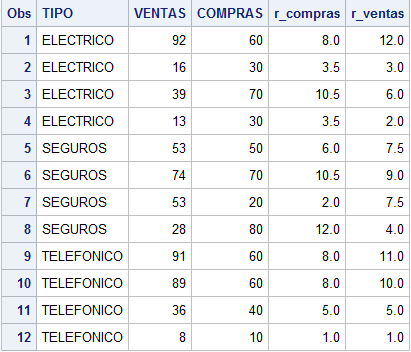 Obs TIPO VENTAS COMPRAS r_compras r_ventas
1 ELECTRICO 92 60 8.0 12.0
2 ELECTRICO 16 30 3.5 3.0
3 ELECTRICO 39 70 10.5 6.0
4 ELECTRICO 13 30 3.5 2.0
5 SEGUROS 53 50 6.0 7.5
6 SEGUROS 74 70 10.5 9.0
7 SEGUROS 53 20 2.0 7.5
8 SEGUROS 28 80 12.0 4.0
9 TELEFONICO 91 60 8.0 11.0
10 TELEFONICO 89 60 8.0 10.0
11 TELEFONICO 36 40 5.0 5.0
12 TELEFONICO 8 10 1.0 1.0